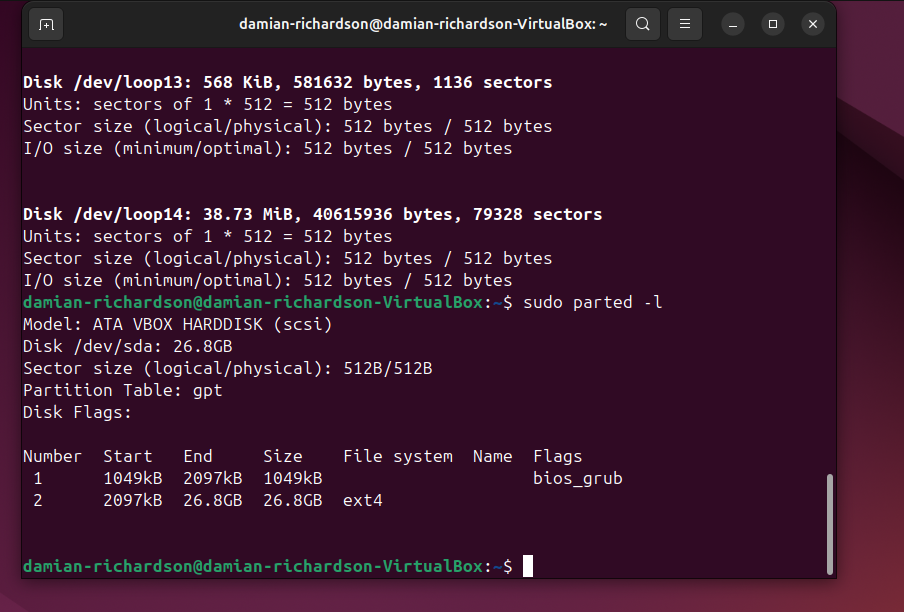 damian-richardson@damian-richardson-VirtualBox: ~
Disk /dev/loop13: 568 KiB, 581632 bytes, 1136 sectors
Units: sectors of 1 * 512 = 512 bytes
Sector size (logical/physical): 512 bytes / 512 bytes
I/O size (minimum/optimal): 512 bytes / 512 bytes
Disk /dev/loop14: 38.73 MiB, 40615936 bytes, 79328 sectors
Units: sectors of 1 * 512 = 512 bytes
Sector size (logical/physical): 512 bytes / 512 bytes
I/O size (minimum/optimal): 512 bytes / 512 bytes
damian-richardson@damian-richardson-VirtualBox:~$ sudo parted -l
Model: ATA VBOX HARDDISK (scsi)
Disk /dev/sda: 26.8GB
Sector size (logical/physical): 512B/512B
Partition Table: gpt
Disk Flags:
Number  Start   End     Size    File system  Name  Flags
 1      1049kB  2097kB  1049kB                     bios_grub
 2      2097kB  26.8GB  26.8GB  ext4
damian-richardson@damian-richardson-VirtualBox:~$